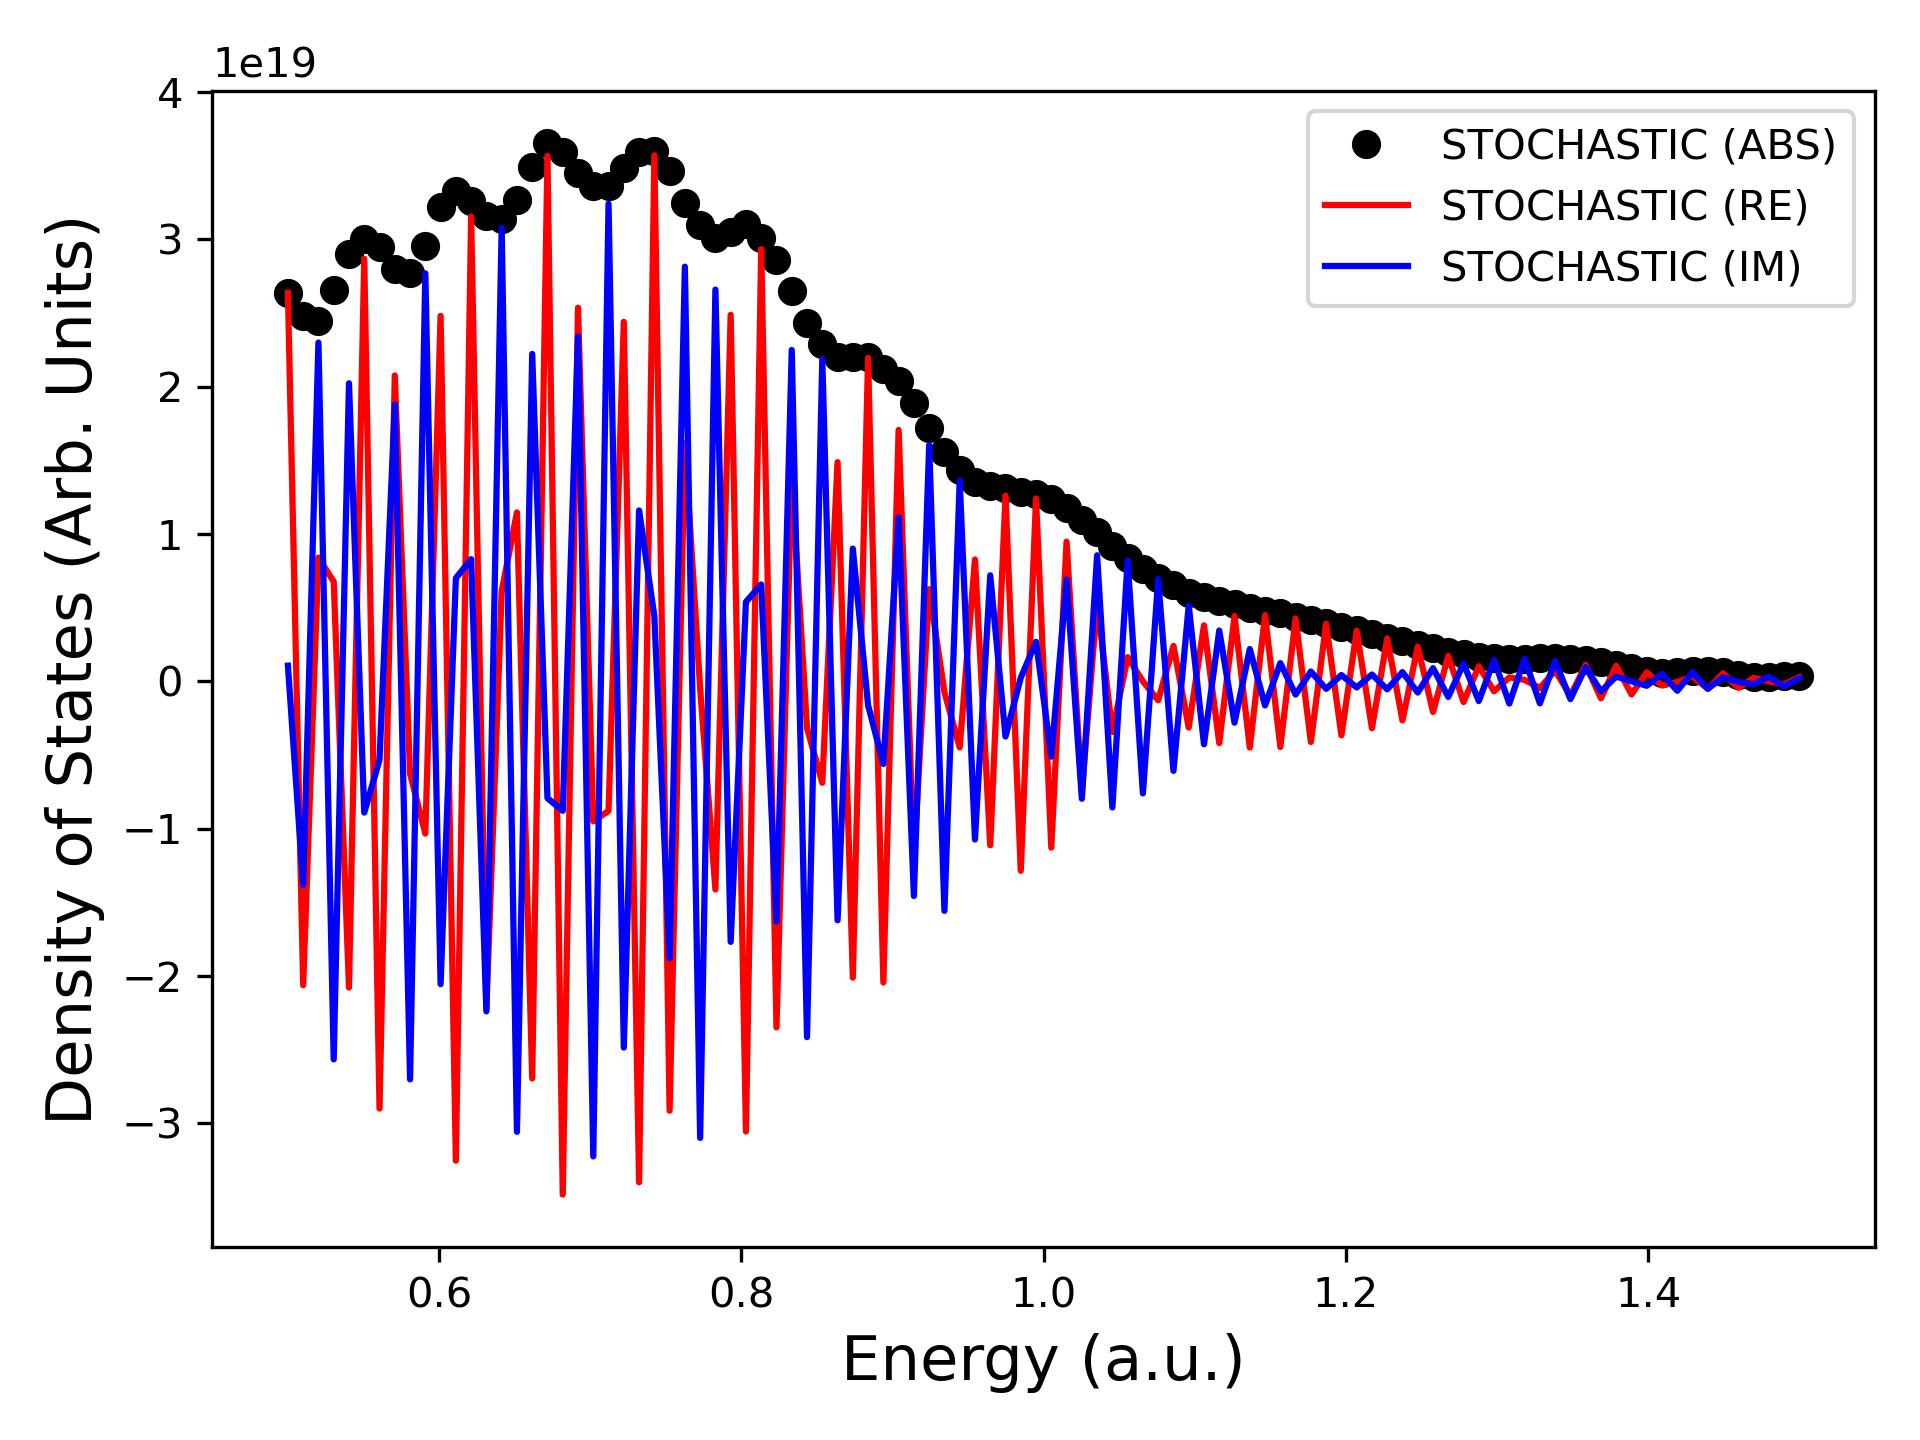 1e19
4
3
2
1
0
−1
−2
−3
Density of States (Arb. Units)
STOCHASTIC (ABS)
STOCHASTIC (RE)
STOCHASTIC (IM)
0.6 0.8 1.0 1.2 1.4
Energy (a.u.)